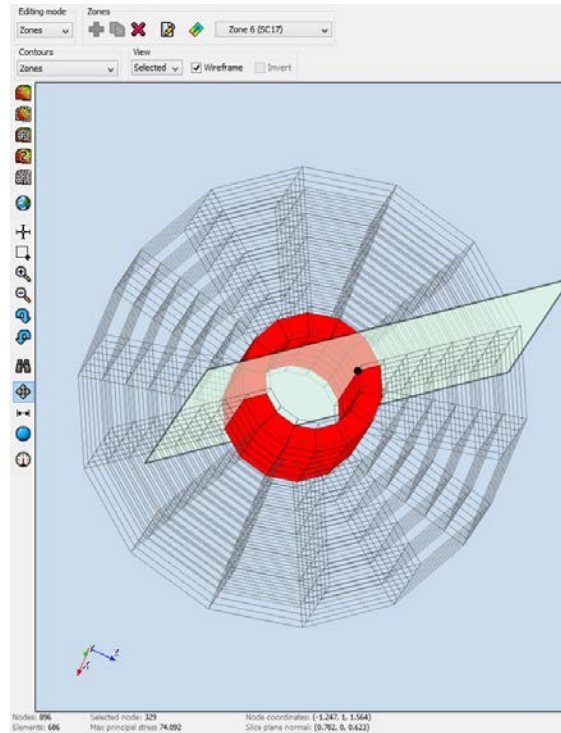 Editing mode
Zones
Zones
Zone 6 (SC17)
Contours
Zones
View
Selected
Wireframe
Invert
Nodes: 896
Selected node: 329
Node coordinates: (-1.247, 1, 1.564)
Elements: 686
Max principal stress 74.092
Slice plane normal: (0.782, 0, 0.623)